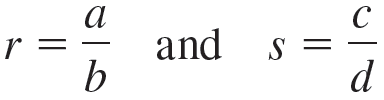 r = a/b and s = c/d